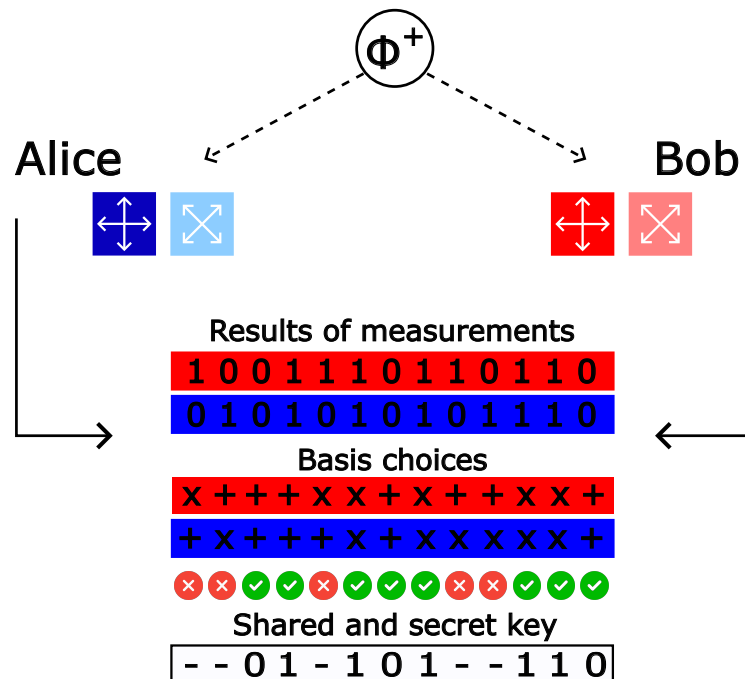 Φ+
Alice
Bob
Results of measurements
1 0 0 1 1 1 0 1 1 0 1 1 0
0 1 0 1 0 1 0 1 0 1 1 1 0
Basis choices
x + + + x x + x + + x x +
+ x + + + x + x x x x x +
Shared and secret key
- - 0 1 - 1 0 1 - - 1 1 0